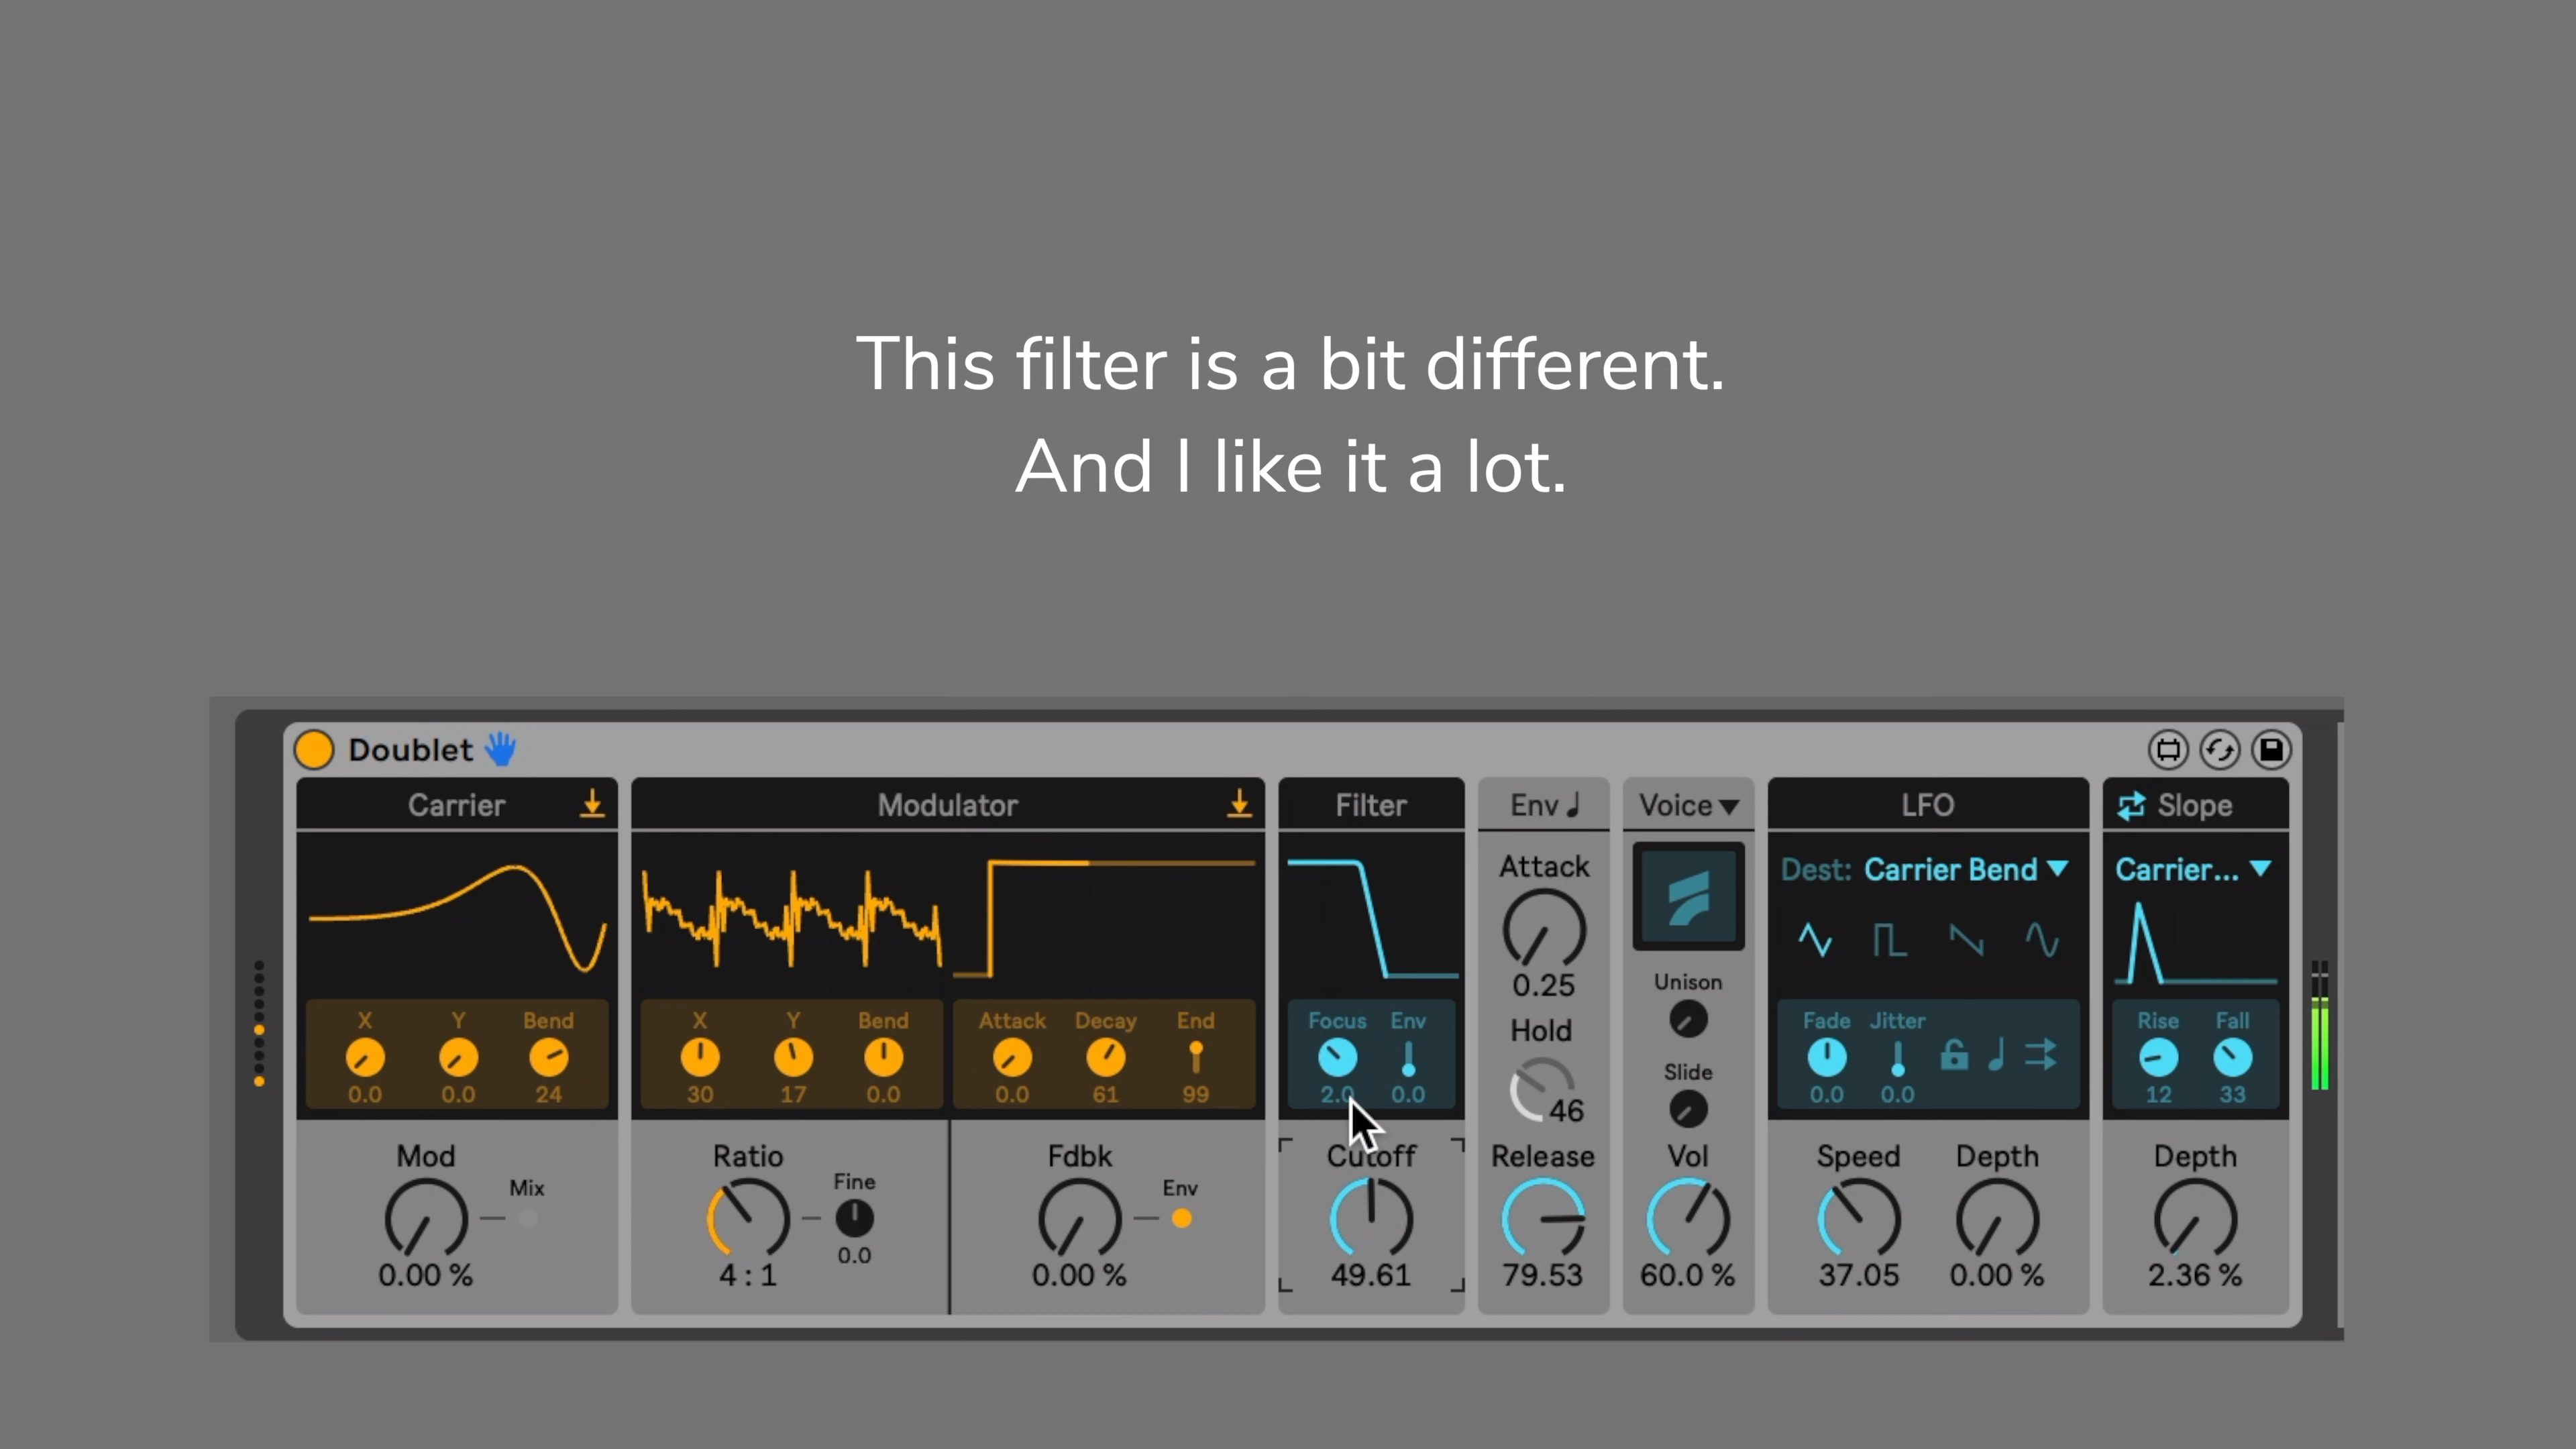 This filter is a bit different.
And I like it a lot.
Doublet
Carrier
Modulator
Filter
Env
Voice
LFO
Slope
Attack
0.25
Hold
46
Release
79.53
Unison
Slide
Vol
60.0 %
Dest: Carrier Bend
Carrier...
X Y Bend
0.0 0.0 24
X Y Bend
30 17 0.0
Attack Decay End
0.0 61 99
Focus Env
2.0 0.0
Fade Jitter
0.0 0.0
Rise Fall
12 33
Mod
Mix
0.00 %
Ratio
Fine
0.0
4 : 1
Fdbk
Env
0.00 %
Cutoff
49.61
Speed Depth
37.05 0.00 %
Depth
2.36 %